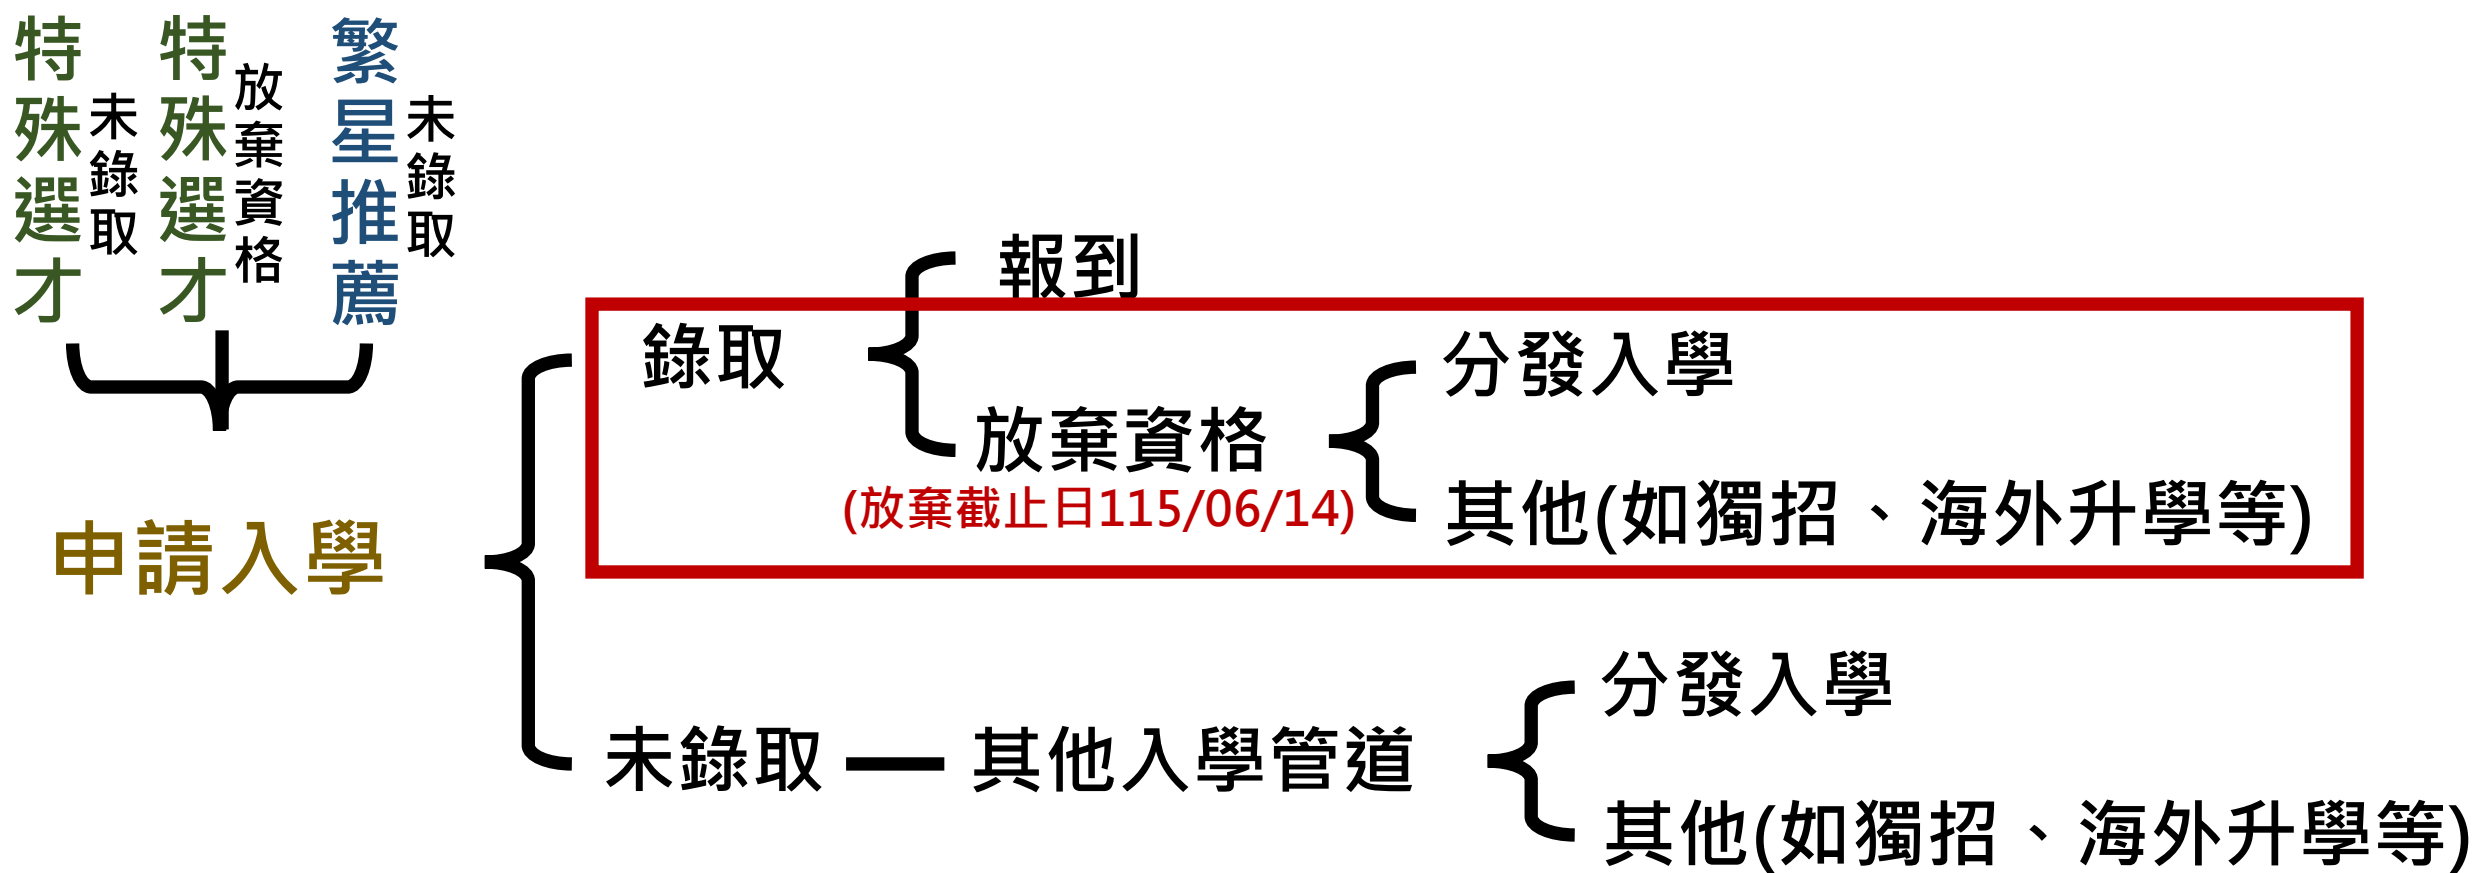 特殊選才
未錄取
特殊選才
放棄資格
繁星推薦
未錄取
申請入學
錄取
報到
放棄資格
(放棄截止日115/06/14)
分發入學
其他(如獨招、海外升學等)
未錄取
其他入學管道
分發入學
其他(如獨招、海外升學等)